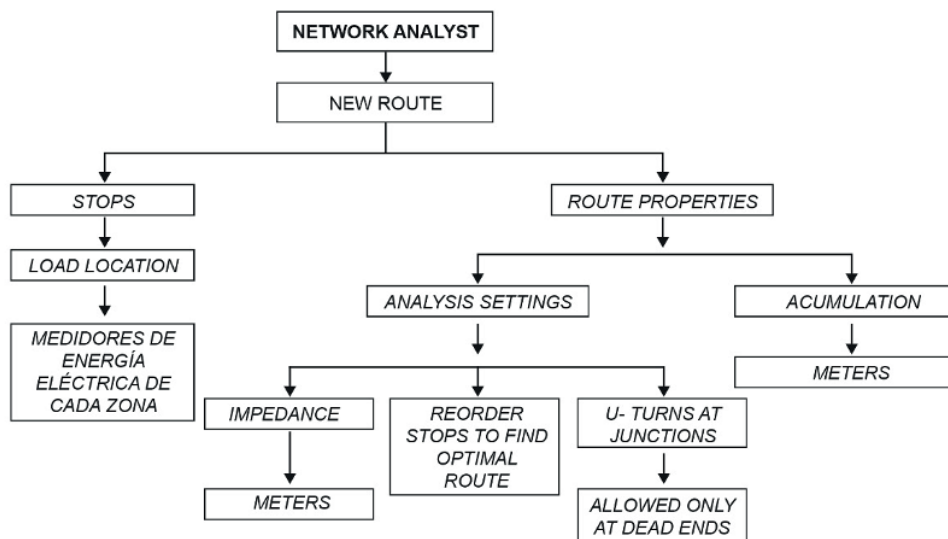 NETWORK ANALYST
NEW ROUTE
STOPS
ROUTE PROPERTIES
LOAD LOCATION
ANALYSIS SETTINGS
ACUMULATION
MEDIDORES DE
ENERGÍA
ELÉCTRICA DE
CADA ZONA
METERS
IMPEDANCE
REORDER
STOPS TO FIND
OPTIMAL
ROUTE
U- TURNS AT
JUNCTIONS
METERS
ALLOWED ONLY
AT DEAD ENDS